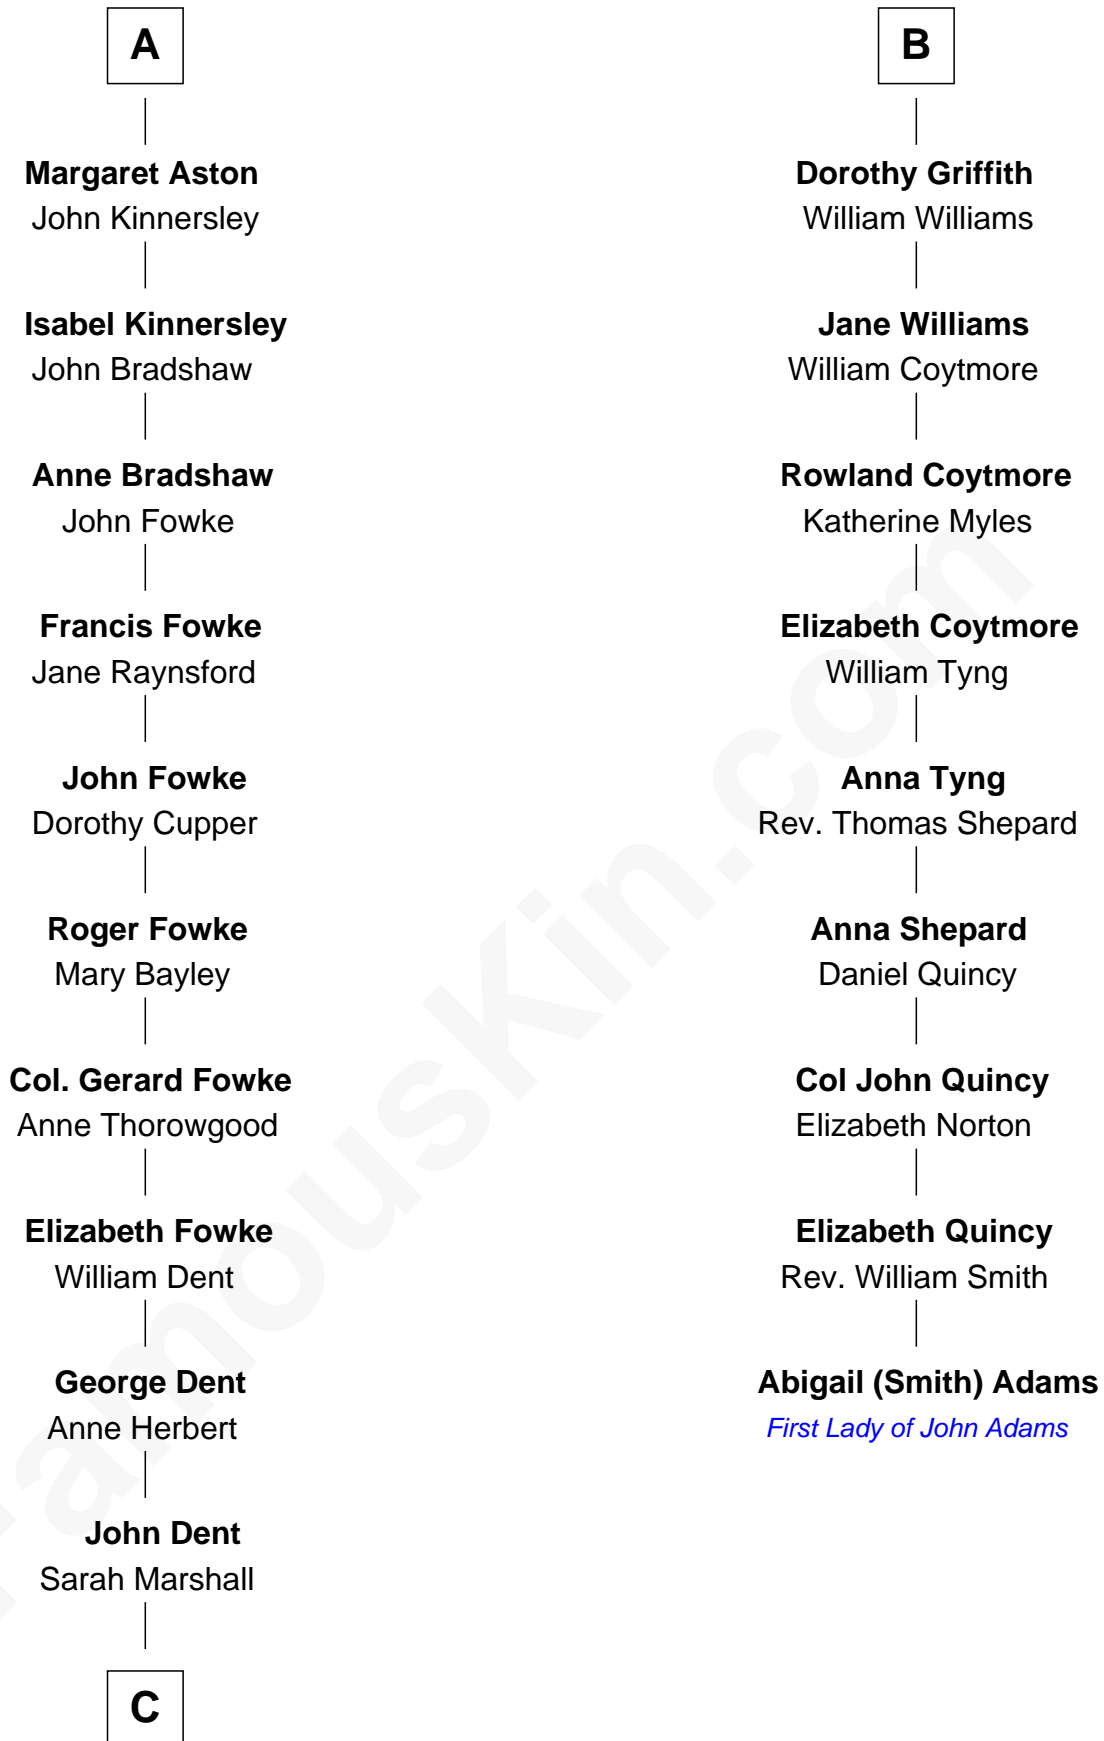 A
Margaret Aston
John Kinnersley
Isabel Kinnersley
John Bradshaw
Anne Bradshaw
John Fowke
Francis Fowke
Jane Raynsford
John Fowke
Dorothy Cupper
Roger Fowke
Mary Bayley
Col. Gerard Fowke
Anne Thorowgood
Elizabeth Fowke
William Dent
George Dent
Anne Herbert
John Dent
Sarah Marshall
C
B
Dorothy Griffith
William Williams
Jane Williams
William Coytmore
Rowland Coytmore
Katherine Myles
Elizabeth Coytmore
William Tyng
Anna Tyng
Rev. Thomas Shepard
Anna Shepard
Daniel Quincy
Col John Quincy
Elizabeth Norton
Elizabeth Quincy
Rev. William Smith
Abigail (Smith) Adams
First Lady of John Adams
FamousKin.com